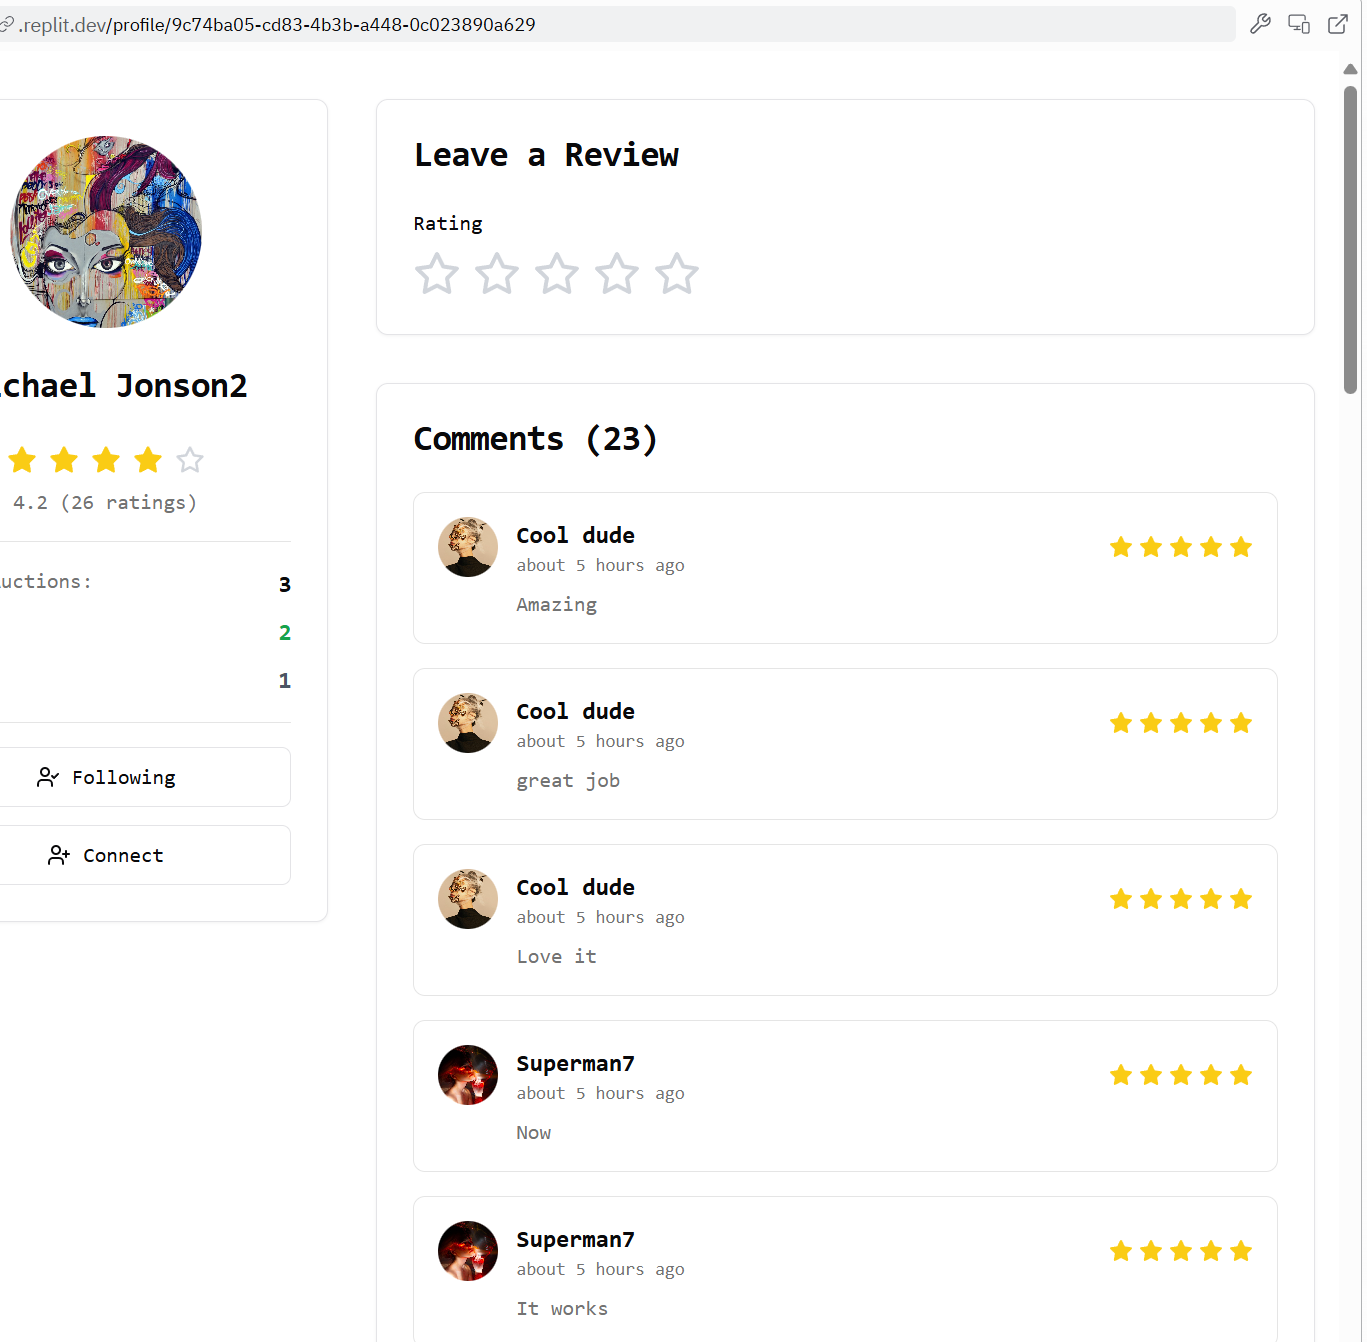 .replit.dev/profile/9c74ba05-cd83-4b3b-a448-0c023890a629
chael Jonson2
4.2 (26 ratings)
uctions: 3
2
1
Following
Connect
Leave a Review
Rating
Comments (23)
Cool dude
about 5 hours ago
Amazing
Cool dude
about 5 hours ago
great job
Cool dude
about 5 hours ago
Love it
Superman7
about 5 hours ago
Now
Superman7
about 5 hours ago
It works